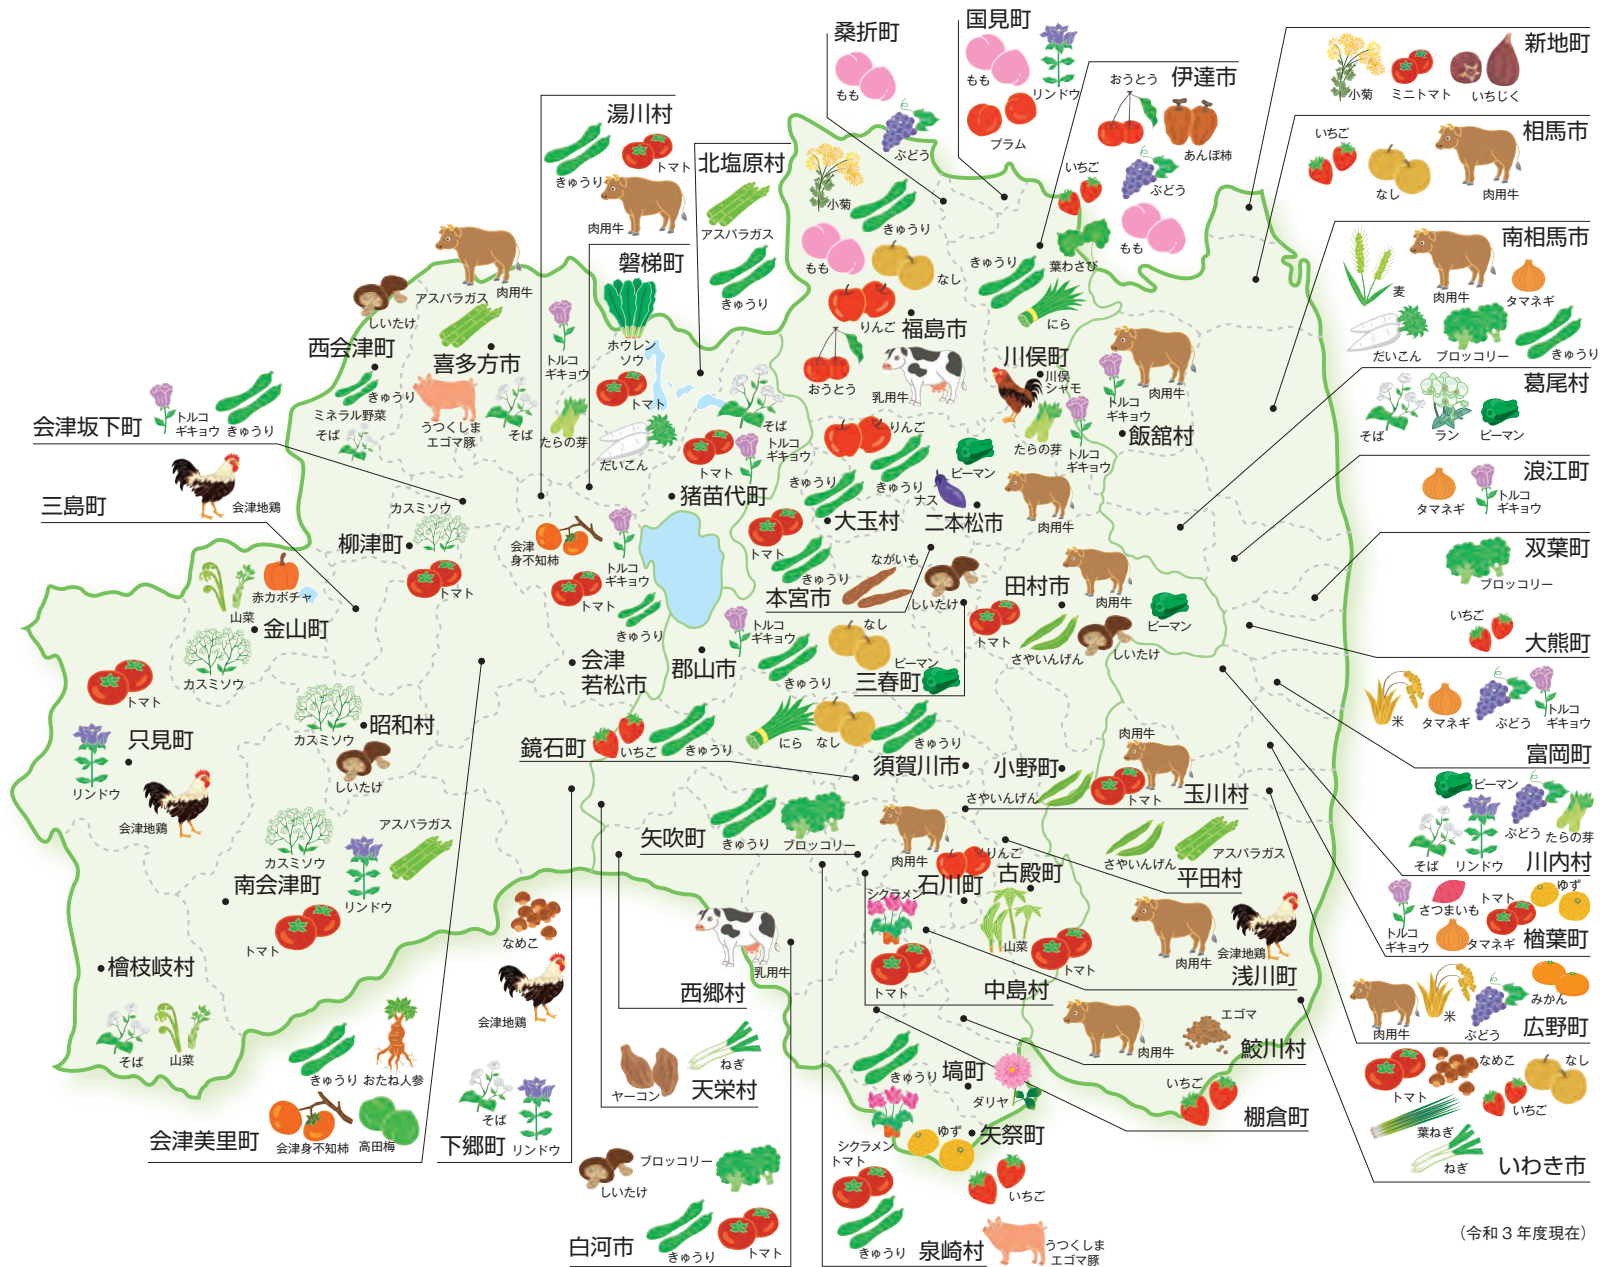 桑折町
もも
ぶどう
国見町
もも
リンドウ
プラム
伊達市
おうとう
あんぽ柿
いちご
ぶどう
もも
葉わさび
きゅうり
にら
新地町
小菊
ミニトマト
いちじく
相馬市
いちご
なし
肉用牛
南相馬市
麦
肉用牛
タマネギ
だいこん
ブロッコリー
きゅうり
葛尾村
そば
ラン
ピーマン
浪江町
タマネギ
トルコ
ギキョウ
双葉町
ブロッコリー
大熊町
いちご
富岡町
米
タマネギ
ぶどう
トルコ
ギキョウ
川内村
ピーマン
そば
リンドウ
ぶどう
たらの芽
楢葉町
トルコ
ギキョウ
さつまいも
トマト
ゆず
タマネギ
広野町
肉用牛
米
ぶどう
みかん
いわき市
トマト
なめこ
なし
いちご
葉ねぎ
ねぎ
湯川村
きゅうり
トマト
肉用牛
北塩原村
アスパラガス
きゅうり
磐梯町
ホウレン
ソウ
トマト
だいこん
福島市
小菊
きゅうり
もも
なし
りんご
おうとう
乳用牛
川俣町
川俣
シャモ
たらの芽
トルコ
ギキョウ
飯舘村
トルコ
ギキョウ
肉用牛
西会津町
しいたけ
きゅうり
ミネラル野菜
そば
喜多方市
アスパラガス
肉用牛
うつくしま
エゴマ豚
そば
トルコ
ギキョウ
たらの芽
会津坂下町
トルコ
ギキョウ
きゅうり
三島町
会津地鶏
柳津町
カスミソウ
トマト
猪苗代町
そば
トマト
トルコ
ギキョウ
大玉村
きゅうり
トマト
きゅうり
二本松市
りんご
きゅうり
ピーマン
ナス
肉用牛
本宮市
ながいも
田村市
肉用牛
トマト
さやいんげん
しいたけ
ピーマン
三春町
しいたけ
ピーマン
金山町
山菜
赤カボチャ
カスミソウ
会津
若松市
会津
身不知柿
トルコ
ギキョウ
トマト
きゅうり
郡山市
トルコ
ギキョウ
きゅうり
なし
只見町
トマト
リンドウ
会津地鶏
昭和村
カスミソウ
しいたけ
鏡石町
いちご
きゅうり
須賀川市
にら
なし
きゅうり
小野町
さやいんげん
玉川村
肉用牛
トマト
南会津町
カスミソウ
アスパラガス
リンドウ
トマト
矢吹町
きゅうり
ブロッコリー
石川町
肉用牛
りんご
古殿町
山菜
トマト
平田村
さやいんげん
アスパラガス
浅川町
肉用牛
会津地鶏
中島村
シクラメン
トマト
檜枝岐村
そば
山菜
会津美里町
きゅうり
おたね人参
会津身不知柿
高田梅
下郷町
なめこ
会津地鶏
そば
リンドウ
西郷村
乳用牛
天栄村
ヤーコン
ねぎ
鮫川村
肉用牛
エゴマ
塙町
きゅうり
ダリヤ
シクラメン
棚倉町
いちご
矢祭町
ゆず
いちご
白河市
しいたけ
ブロッコリー
きゅうり
トマト
泉崎村
トマト
きゅうり
うつくしま
エゴマ豚
（令和３年度現在）